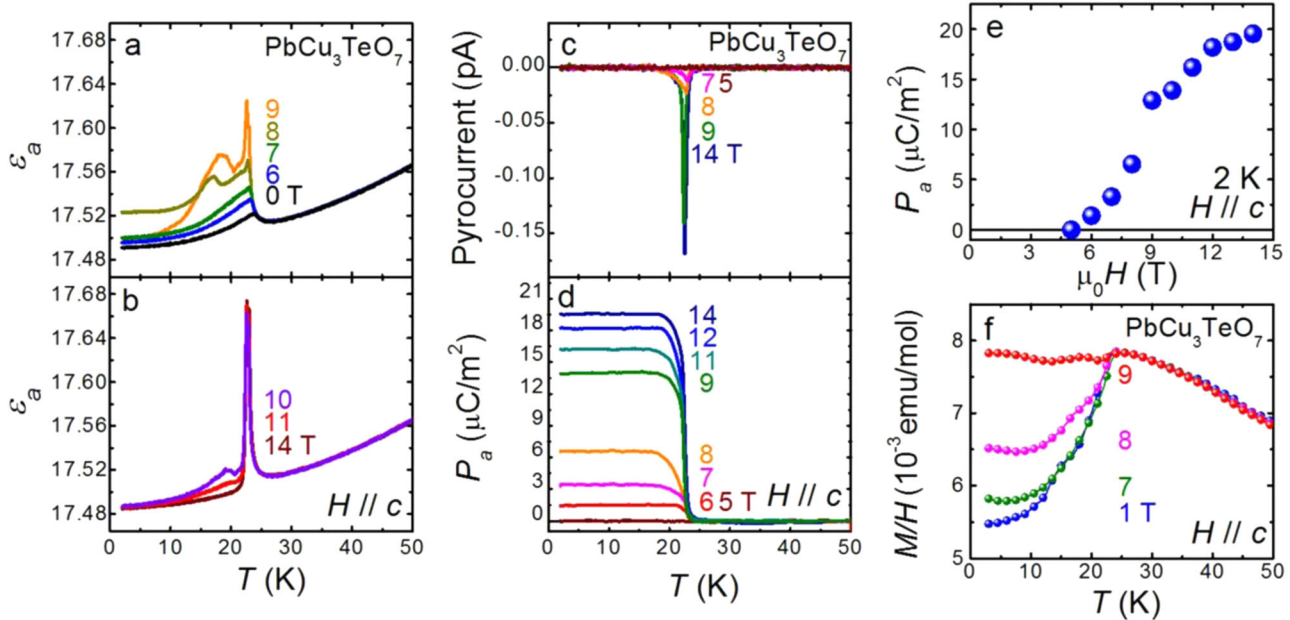 a
PbCu₃TeO₇
εₐ
17.68
17.64
17.60
17.56
17.52
17.48
9
8
7
6
0 T
b
εₐ
17.68
17.64
17.60
17.56
17.52
17.48
10
11
14 T
H // c
0 10 20 30 40 50
T (K)
c
PbCu₃TeO₇
Pyrocurrent (pA)
0.00
-0.05
-0.10
-0.15
7 5
8
9
14 T
d
Pₐ (μC/m²)
21
18
15
12
9
6
3
0
14
12
11
9
8
7
6 5 T
H // c
0 10 20 30 40 50
T (K)
e
Pₐ (μC/m²)
20
15
10
5
0
2 K
H // c
0 3 6 9 12 15
μ₀H (T)
f
PbCu₃TeO₇
M/H (10⁻³ emu/mol)
8
7
6
5
9
8
7
1 T
H // c
0 10 20 30 40 50
T (K)